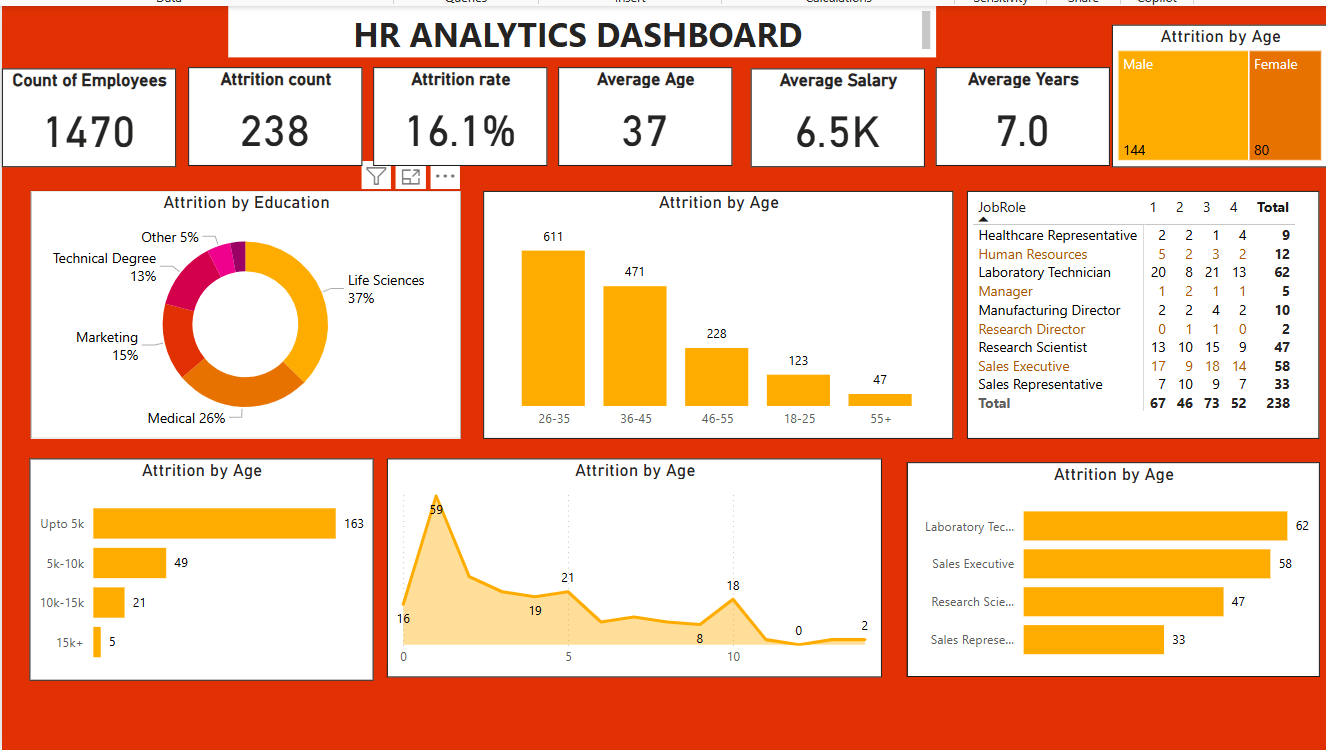 Data Queries Insert Calculations Sensitivity Share Copilot
HR ANALYTICS DASHBOARD
Count of Employees
1470
Attrition count
238
Attrition rate
16.1%
Average Age
37
Average Salary
6.5K
Average Years
7.0
Attrition by Age
Male
Female
144
80
Attrition by Education
Other 5%
Technical Degree
13%
Life Sciences
37%
Marketing
15%
Medical 26%
Attrition by Age
611
471
228
123
47
26-35 36-45 46-55 18-25 55+
JobRole 1 2 3 4 Total
Healthcare Representative 2 2 1 4 9
Human Resources 5 2 3 2 12
Laboratory Technician 20 8 21 13 62
Manager 1 2 1 1 5
Manufacturing Director 2 2 4 2 10
Research Director 0 1 1 0 2
Research Scientist 13 10 15 9 47
Sales Executive 17 9 18 14 58
Sales Representative 7 10 9 7 33
Total 67 46 73 52 238
Attrition by Age
Upto 5k 163
5k-10k 49
10k-15k 21
15k+ 5
Attrition by Age
59
21
18
16
19
8
0
2
0 5 10
Attrition by Age
Laboratory Tec... 62
Sales Executive 58
Research Scie... 47
Sales Represe... 33